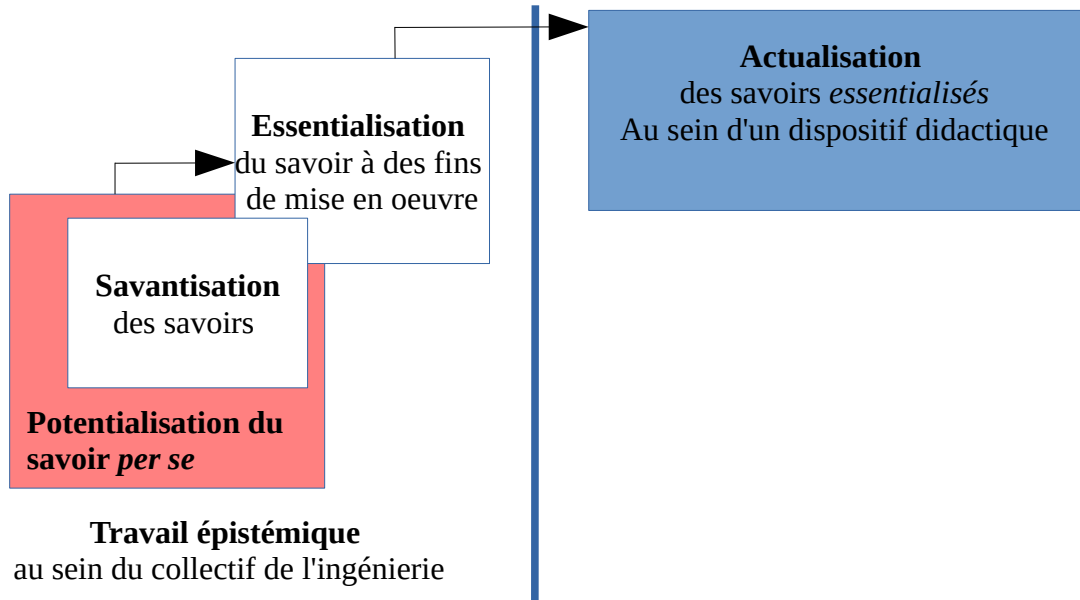 Actualisation
des savoirs essentialisés
Au sein d'un dispositif didactique
Essentialisation
du savoir à des fins
de mise en oeuvre
Savantisation
des savoirs
Potentialisation du
savoir per se
Travail épistémique
au sein du collectif de l'ingénierie